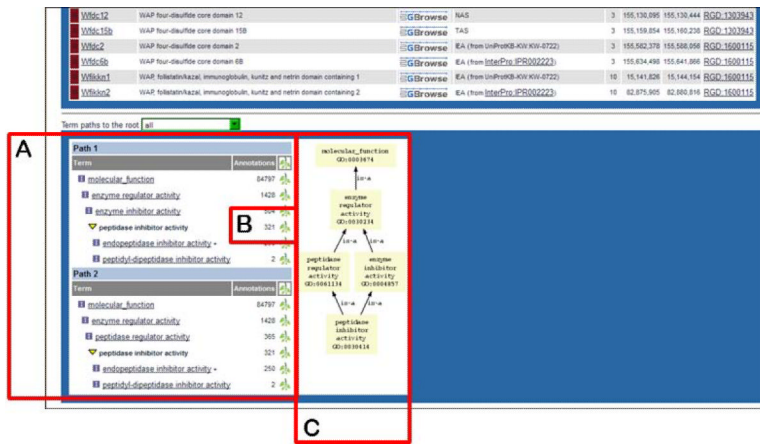 Wfdc12 WAP four-disulfide core domain 12 GBrowse NAS 3 155,130,095 155,130,444 RGD:1303943
Wfdc15b WAP four-disulfide core domain 15B GBrowse TAS 3 155,159,854 155,160,238 RGD:1303943
Wfdc2 WAP four-disulfide core domain 2 GBrowse IEA (from UniProtKB-KW:KW-0722) 3 155,582,378 155,588,058 RGD:1600115
Wfdc6b WAP four-disulfide core domain 6B GBrowse IEA (from InterPro:IPR002223) 3 155,634,498 155,641,866 RGD:1600115
Wfikkn1 WAP, follistatin/kazal, immunoglobulin, kunitz and netrin domain containing 1 GBrowse IEA (from UniProtKB-KW:KW-0722) 10 15,141,826 15,144,154 RGD:1600115
Wfikkn2 WAP, follistatin/kazal, immunoglobulin, kunitz and netrin domain containing 2 GBrowse IEA (from InterPro:IPR002223) 10 82,875,905 82,880,816 RGD:1600115
Term paths to the root all
A
Path 1
Term Annotations
molecular_function 84797
enzyme regulator activity 1428
enzyme inhibitor activity
peptidase inhibitor activity 321
endopeptidase inhibitor activity
peptidyl-dipeptidase inhibitor activity 2
B
Path 2
Term Annotations
molecular_function 84797
enzyme regulator activity 1428
peptidase regulator activity 365
peptidase inhibitor activity 321
endopeptidase inhibitor activity 250
peptidyl-dipeptidase inhibitor activity 2
molecular_function
GO:0003674
is-a
enzyme
regulator
activity
GO:0030234
is-a is-a
peptidase enzyme
regulator inhibitor
activity activity
GO:0061134 GO:0004857
is-a is-a
peptidase
inhibitor
activity
GO:0030414
C